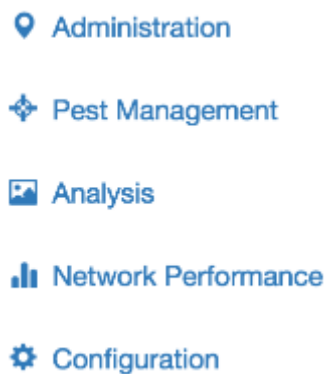 Administration
Pest Management
Analysis
Network Performance
Configuration